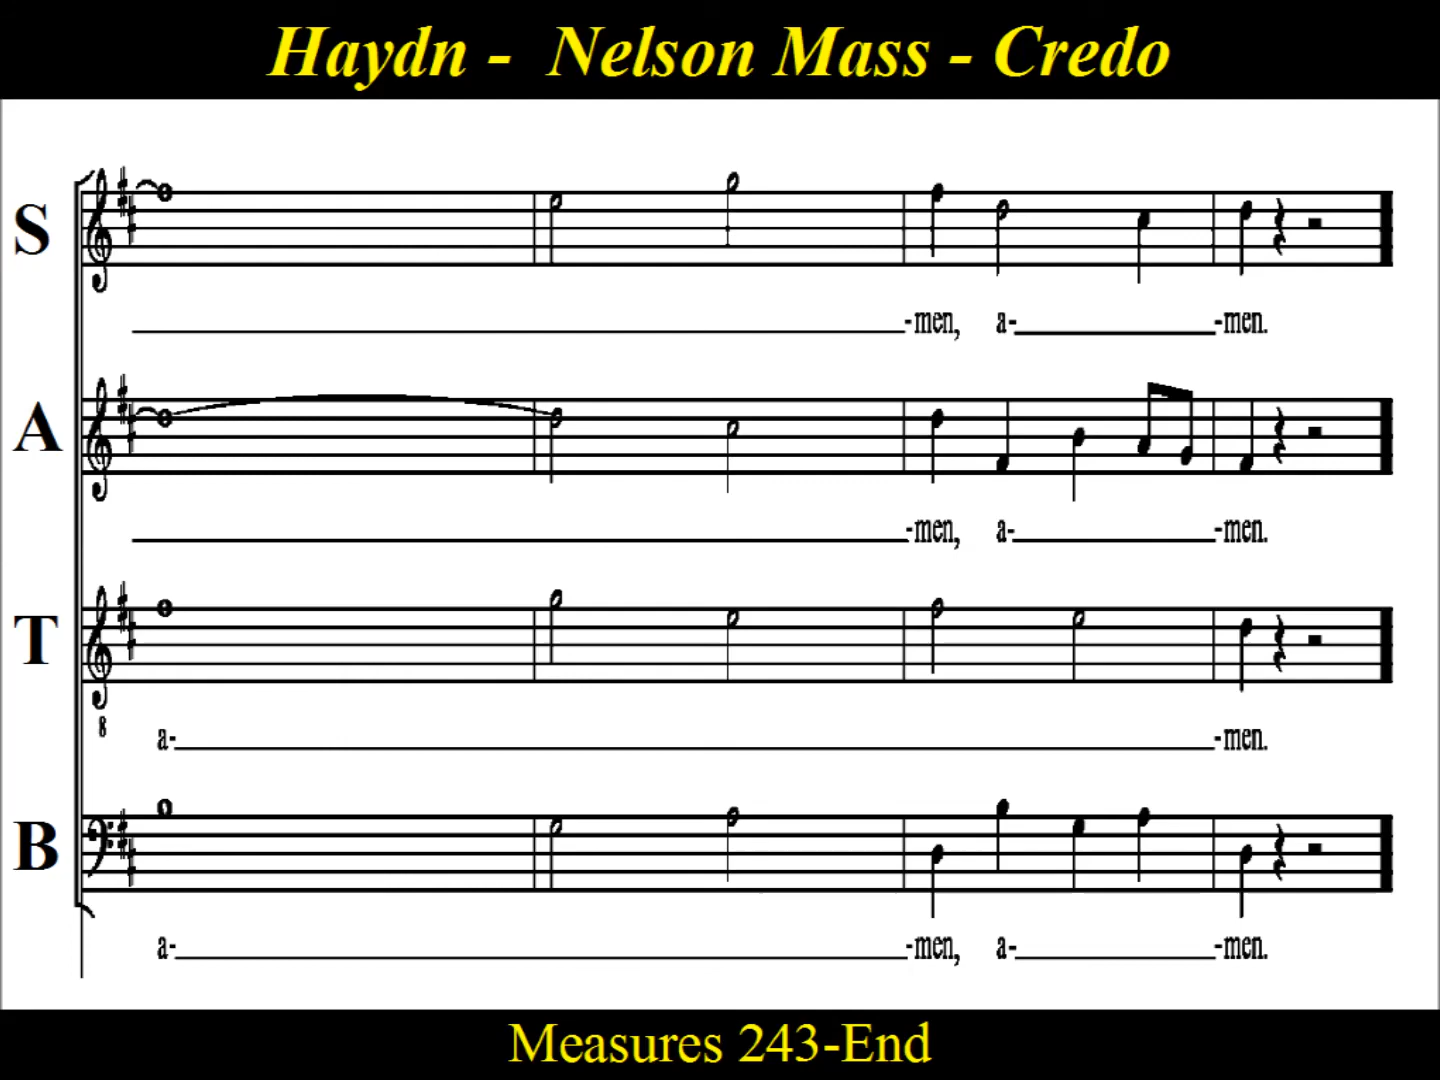 Haydn - Nelson Mass - Credo
S
-men, a- -men.
A
-men, a- -men.
T
8
a- -men.
B
a- -men, a- -men.
Measures 243-End